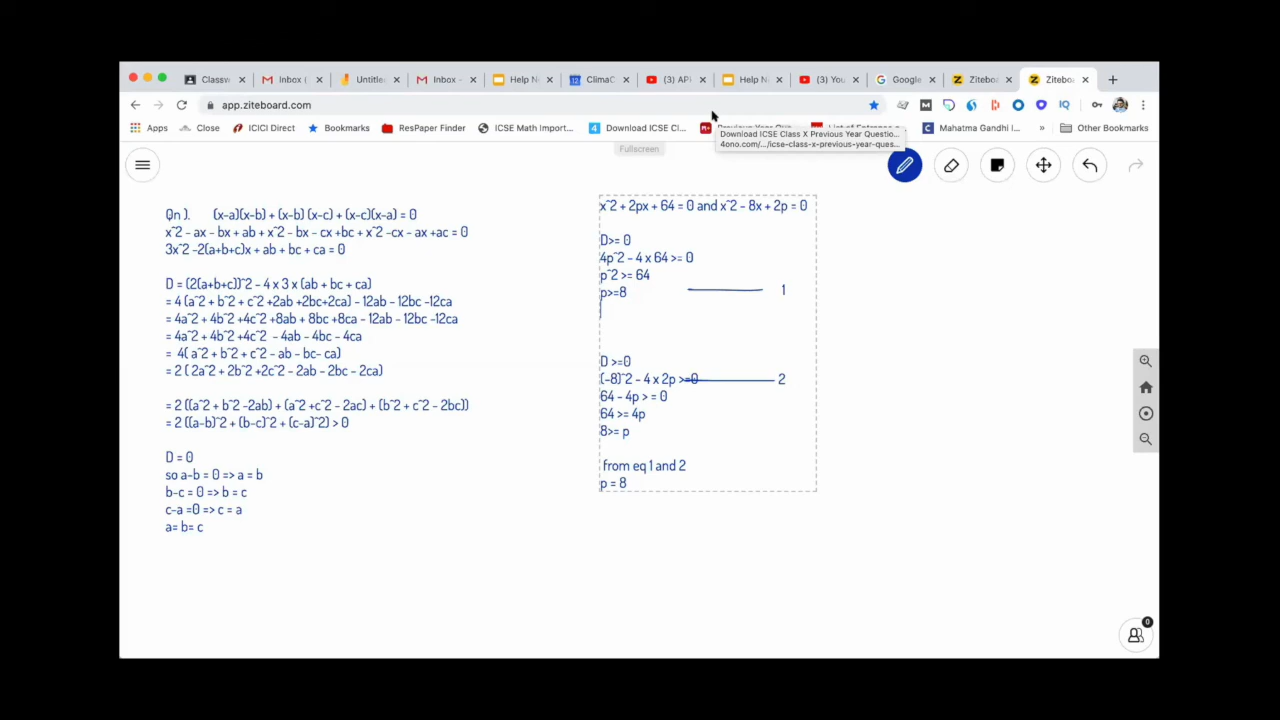 Classw
Inbox (
Untitle
Inbox -
Help N
ClimaC
(3) API
Help N
(3) You
Google
Ziteboa
Ziteboa
app.ziteboard.com
Apps
Close
ICICI Direct
Bookmarks
ResPaper Finder
ICSE Math Import...
Download ICSE Cl...
Mahatma Gandhi I...
»
Other Bookmarks
Download ICSE Class X Previous Year Questio...
4ono.com/.../icse-class-x-previous-year-ques...
Fullscreen
Qn ). (x-a)(x-b) + (x-b) (x-c) + (x-c)(x-a) = 0
x^2 - ax - bx + ab + x^2 - bx - cx +bc + x^2 -cx - ax +ac = 0
3x^2 -2(a+b+c)x + ab + bc + ca = 0
D = (2(a+b+c))^2 - 4 x 3 x (ab + bc + ca)
= 4 (a^2 + b^2 + c^2 +2ab +2bc+2ca) - 12ab - 12bc -12ca
= 4a^2 + 4b^2 +4c^2 +8ab + 8bc +8ca - 12ab - 12bc -12ca
= 4a^2 + 4b^2 +4c^2 - 4ab - 4bc - 4ca
= 4( a^2 + b^2 + c^2 - ab - bc- ca)
= 2 ( 2a^2 + 2b^2 +2c^2 - 2ab - 2bc - 2ca)
= 2 ((a^2 + b^2 -2ab) + (a^2 +c^2 - 2ac) + (b^2 + c^2 - 2bc))
= 2 ((a-b)^2 + (b-c)^2 + (c-a)^2) > 0
D = 0
so a-b = 0 => a = b
b-c = 0 => b = c
c-a =0 => c = a
a= b= c
x^2 + 2px + 64 = 0 and x^2 - 8x + 2p = 0
D>= 0
4p^2 - 4 x 64 >= 0
p^2 >= 64
p>=8 1
D >=0
(-8)^2 - 4 x 2p >=0 2
64 - 4p > = 0
64 >= 4p
8>= p
from eq 1 and 2
p = 8
0